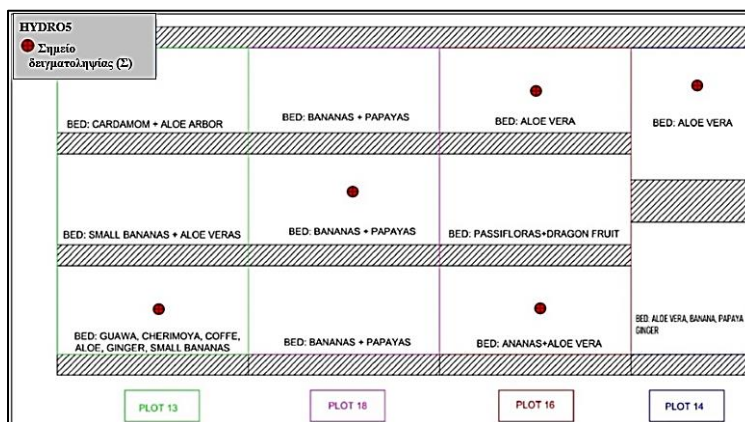 HYDRO5
Σημείο
δειγματοληψίας (Σ)
BED: CARDAMOM + ALOE ARBOR
BED: BANANAS + PAPAYAS
BED: ALOE VERA
BED: ALOE VERA
BED: SMALL BANANAS + ALOE VERAS
BED: BANANAS + PAPAYAS
BED: PASSIFLORAS+DRAGON FRUIT
BED: GUAWA, CHERIMOYA, COFFE,
ALOE, GINGER, SMALL BANANAS
BED: BANANAS + PAPAYAS
BED: ANANAS+ALOE VERA
BED: ALOE VERA, BANANA, PAPAYA
GINGER
PLOT 13
PLOT 18
PLOT 16
PLOT 14